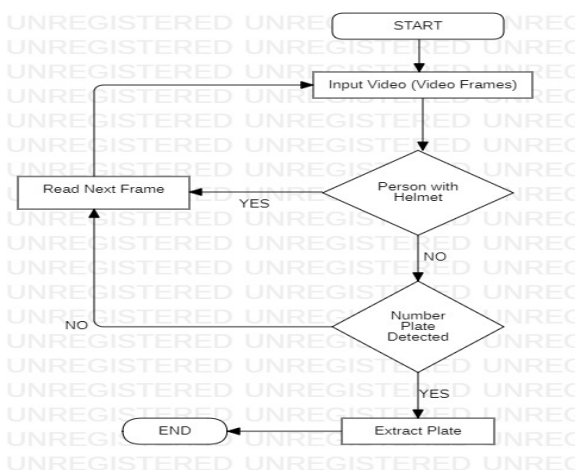 START
Input Video (Video Frames)
Read Next Frame
Person with
Helmet
YES
NO
Number
Plate
Detected
NO
YES
END
Extract Plate
UNREGISTERED UNREGISTERED UNREG